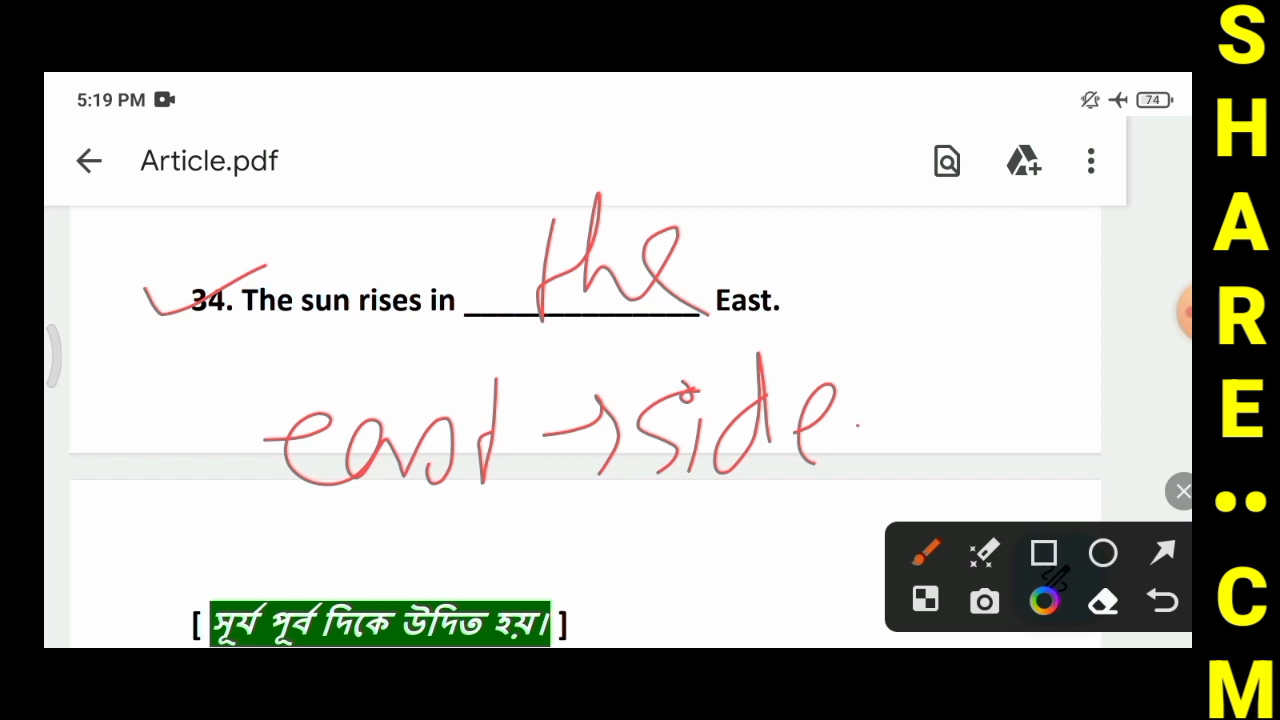 5:19 PM
74
Article.pdf
the
34. The sun rises in ______________ East.
east → side.
[ সূর্য পূর্ব দিকে উদিত হয়। ]
SHARE••CM